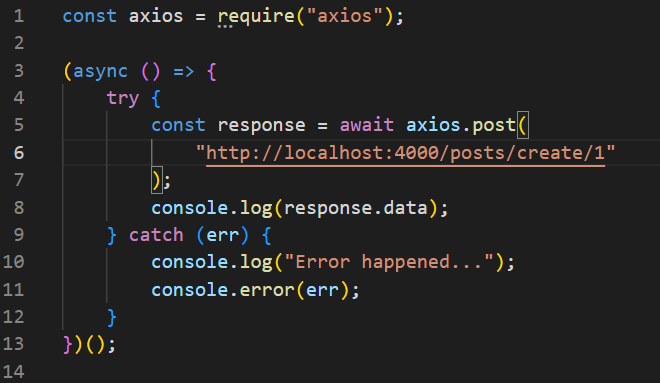 1 const axios = require("axios");
2
3 (async () => {
4     try {
5         const response = await axios.post(
6             "http://localhost:4000/posts/create/1"
7         );
8         console.log(response.data);
9     } catch (err) {
10         console.log("Error happened...");
11         console.error(err);
12     }
13 })();
14